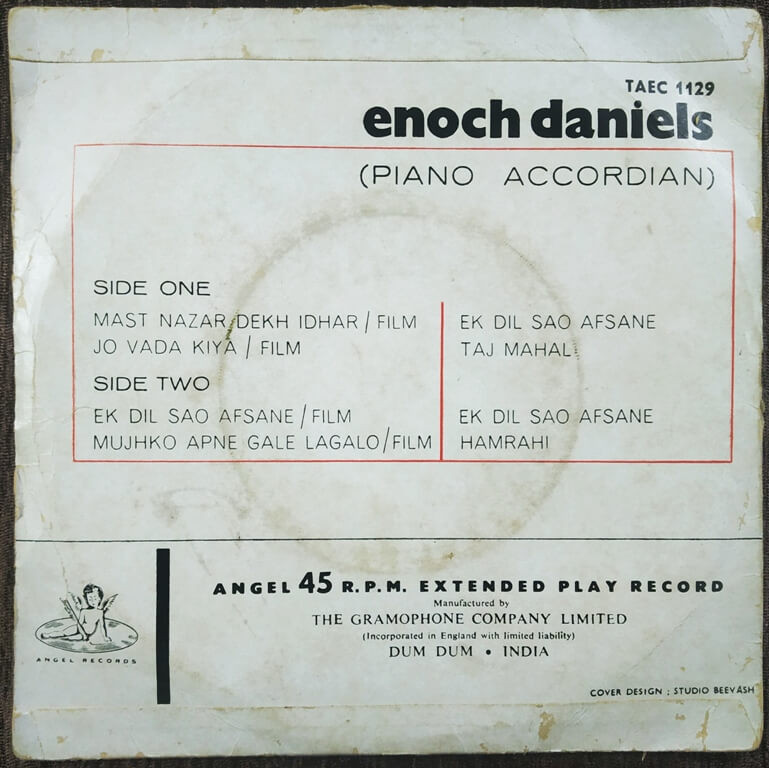 TAEC 1129
enoch daniels
(PIANO ACCORDIAN)
SIDE ONE
MAST NAZAR DEKH IDHAR / FILM EK DIL SAO AFSANE
JO VADA KIYA / FILM TAJ MAHAL
SIDE TWO
EK DIL SAO AFSANE / FILM EK DIL SAO AFSANE
MUJHKO APNE GALE LAGALO/FILM HAMRAHI
ANGEL 45 R.P.M. EXTENDED PLAY RECORD
Manufactured by
THE GRAMOPHONE COMPANY LIMITED
(Incorporated in England with limited liability)
DUM DUM • INDIA
ANGEL RECORDS
COVER DESIGN ; STUDIO BEEVASH